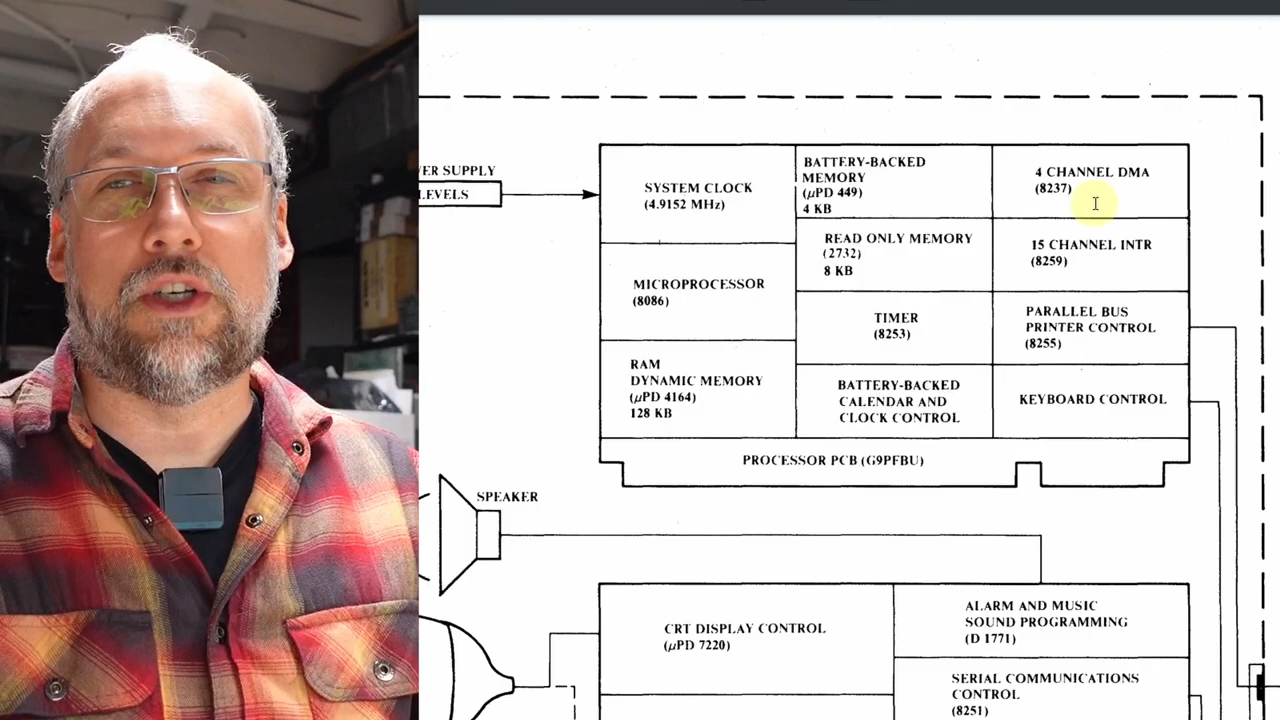 ER SUPPLY
LEVELS
SYSTEM CLOCK
(4.9152 MHz)
MICROPROCESSOR
(8086)
RAM
DYNAMIC MEMORY
(μPD 4164)
128 KB
BATTERY-BACKED
MEMORY
(μPD 449)
4 KB
READ ONLY MEMORY
(2732)
8 KB
TIMER
(8253)
BATTERY-BACKED
CALENDAR AND
CLOCK CONTROL
4 CHANNEL DMA
(8237)
15 CHANNEL INTR
(8259)
PARALLEL BUS
PRINTER CONTROL
(8255)
KEYBOARD CONTROL
PROCESSOR PCB (G9PFBU)
SPEAKER
CRT DISPLAY CONTROL
(μPD 7220)
ALARM AND MUSIC
SOUND PROGRAMMING
(D 1771)
SERIAL COMMUNICATIONS
CONTROL
(8251)